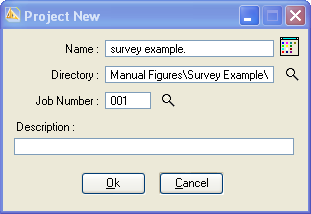 Project New
Name : survey example.
Directory : Manual Figures\Survey Example\
Job Number : 001
Description :
Ok Cancel